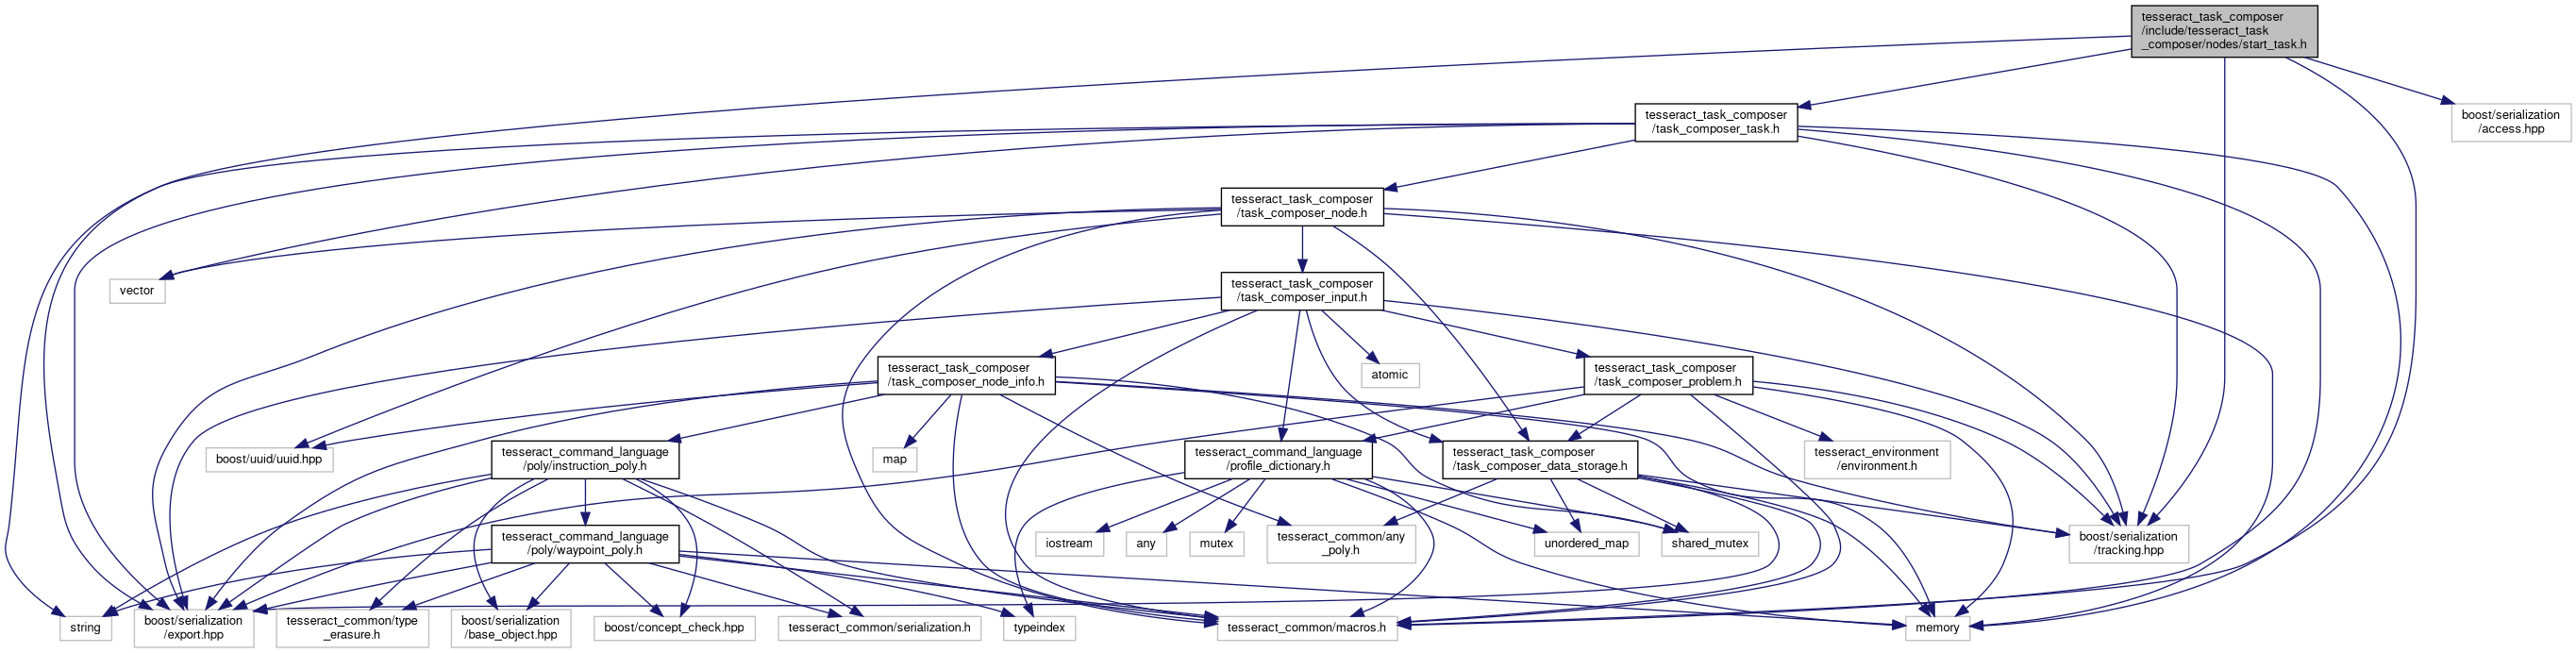 tesseract_task_composer
/include/tesseract_task
_composer/nodes/start_task.h
tesseract_task_composer
/task_composer_task.h
boost/serialization
/access.hpp
tesseract_task_composer
/task_composer_node.h
vector
tesseract_task_composer
/task_composer_input.h
tesseract_task_composer
/task_composer_node_info.h
atomic
tesseract_task_composer
/task_composer_problem.h
boost/uuid/uuid.hpp
tesseract_command_language
/poly/instruction_poly.h
map
tesseract_command_language
/profile_dictionary.h
tesseract_task_composer
/task_composer_data_storage.h
tesseract_environment
/environment.h
tesseract_command_language
/poly/waypoint_poly.h
iostream
any
mutex
tesseract_common/any
_poly.h
unordered_map
shared_mutex
boost/serialization
/tracking.hpp
string
boost/serialization
/export.hpp
tesseract_common/type
_erasure.h
boost/serialization
/base_object.hpp
boost/concept_check.hpp
tesseract_common/serialization.h
typeindex
tesseract_common/macros.h
memory